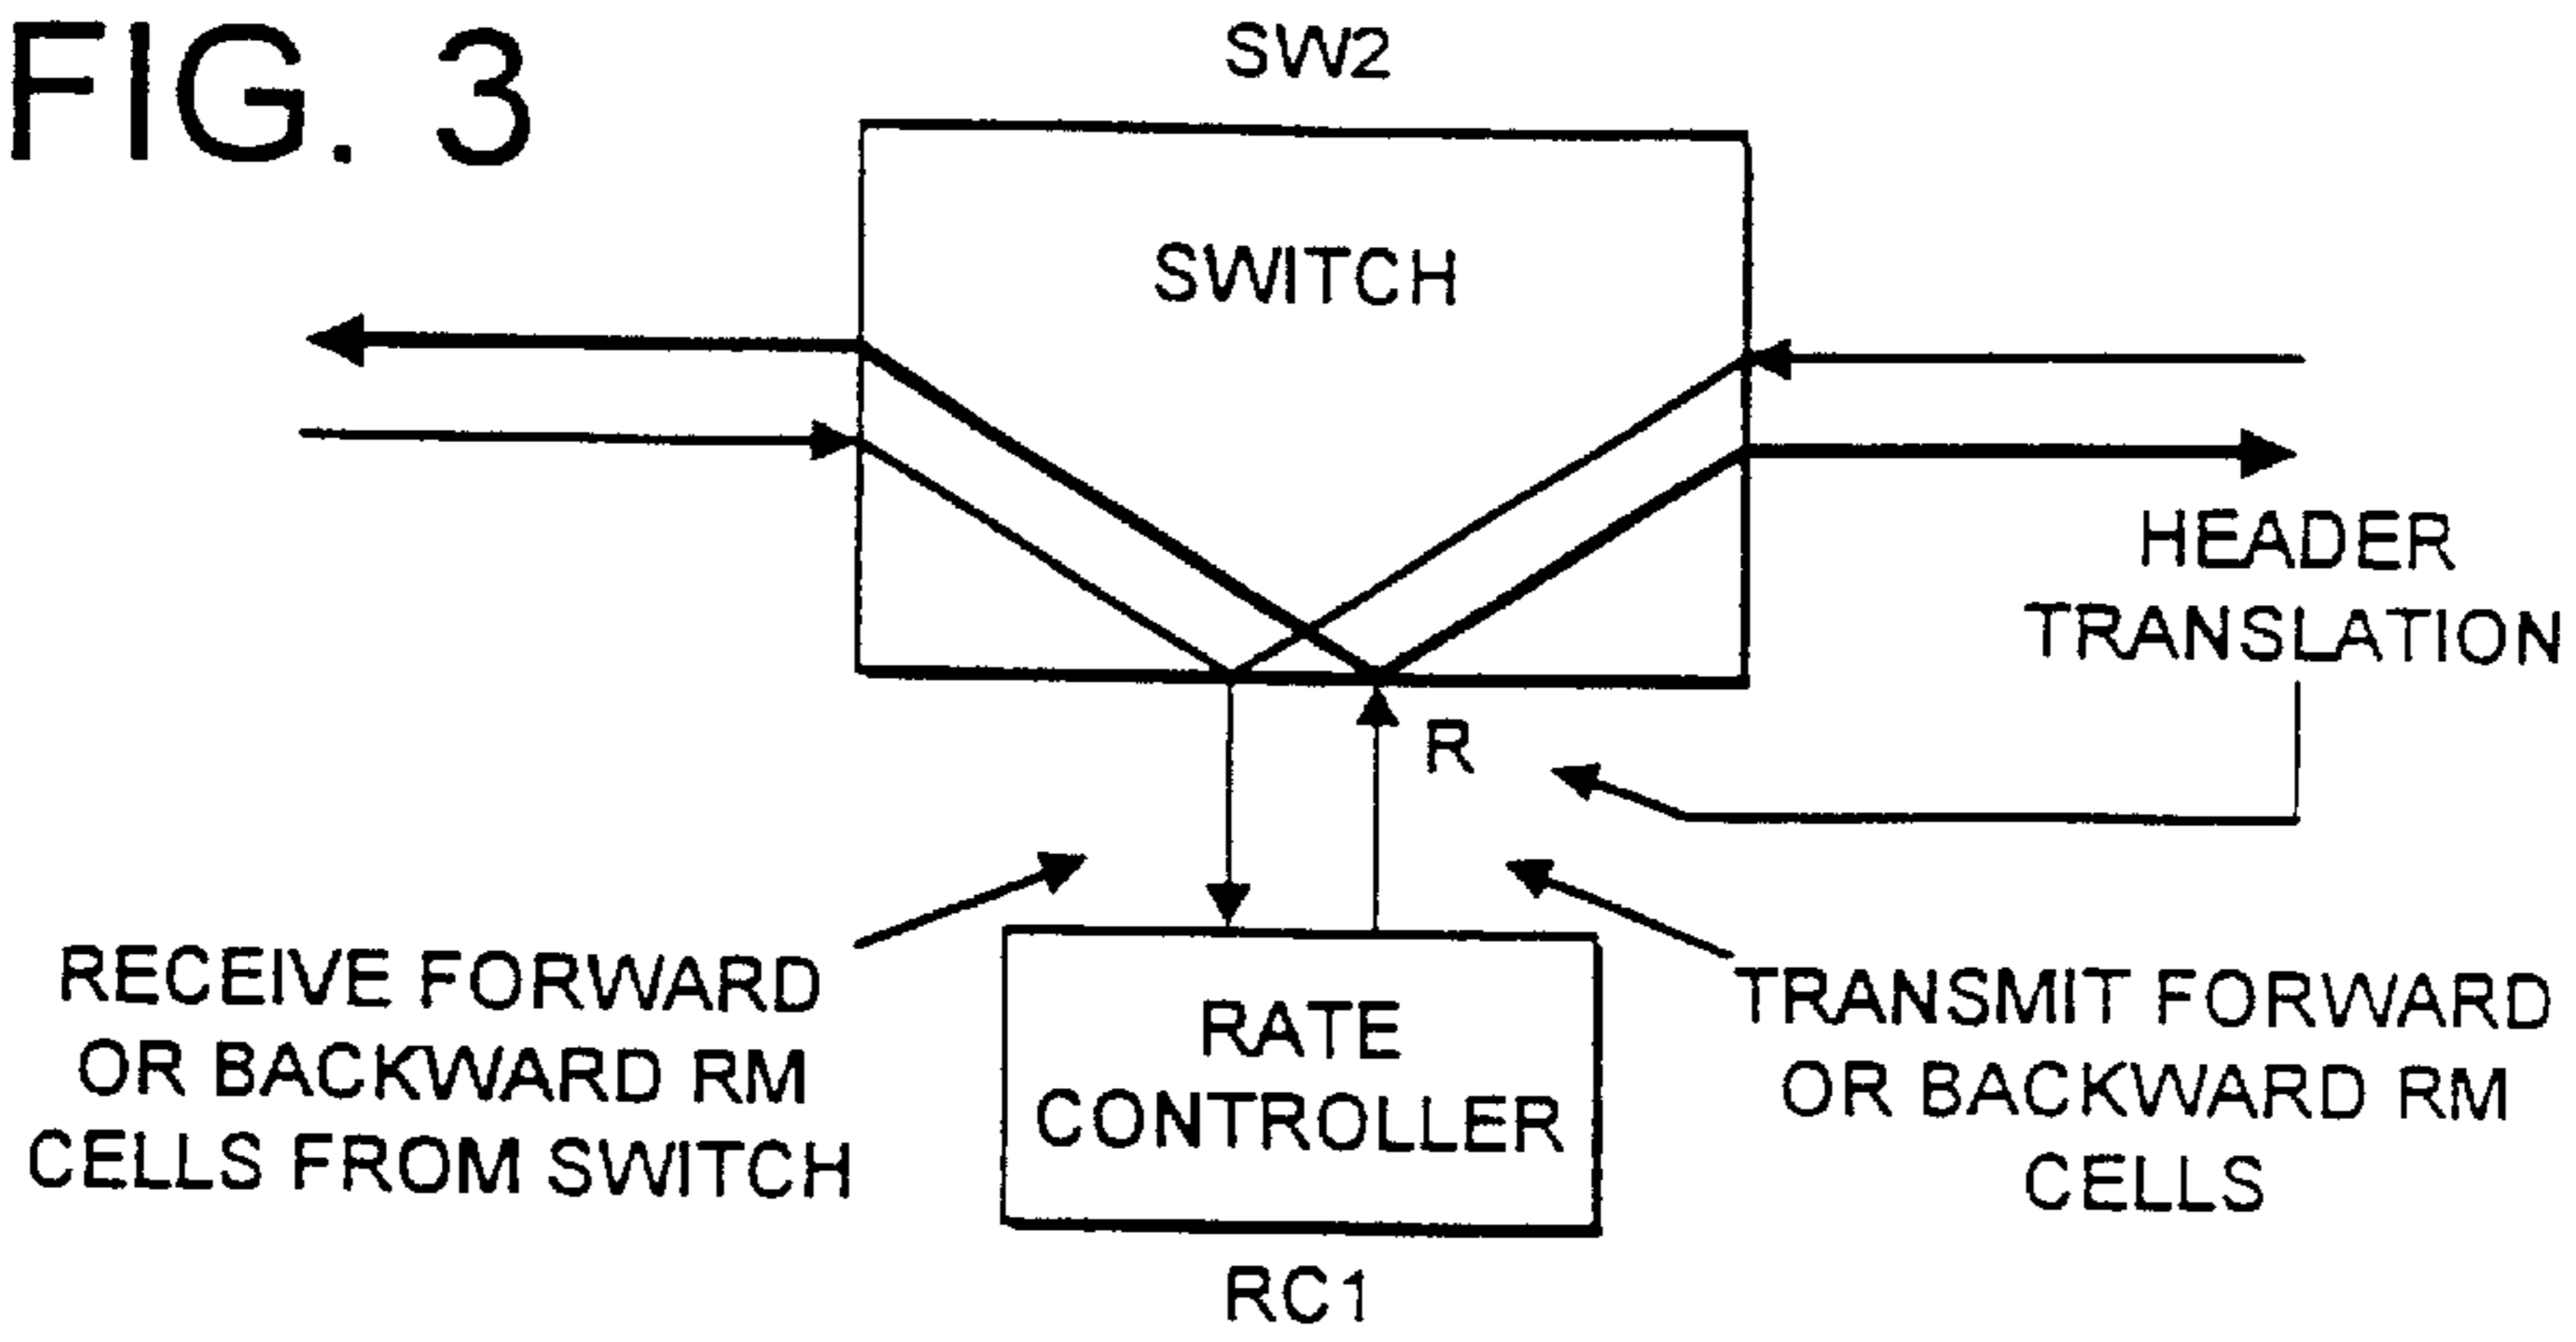 FIG. 3
SW2
SWITCH
HEADER
TRANSLATION
R
RECEIVE FORWARD
OR BACKWARD RM
CELLS FROM SWITCH
RATE
CONTROLLER
TRANSMIT FORWARD
OR BACKWARD RM
CELLS
RC1